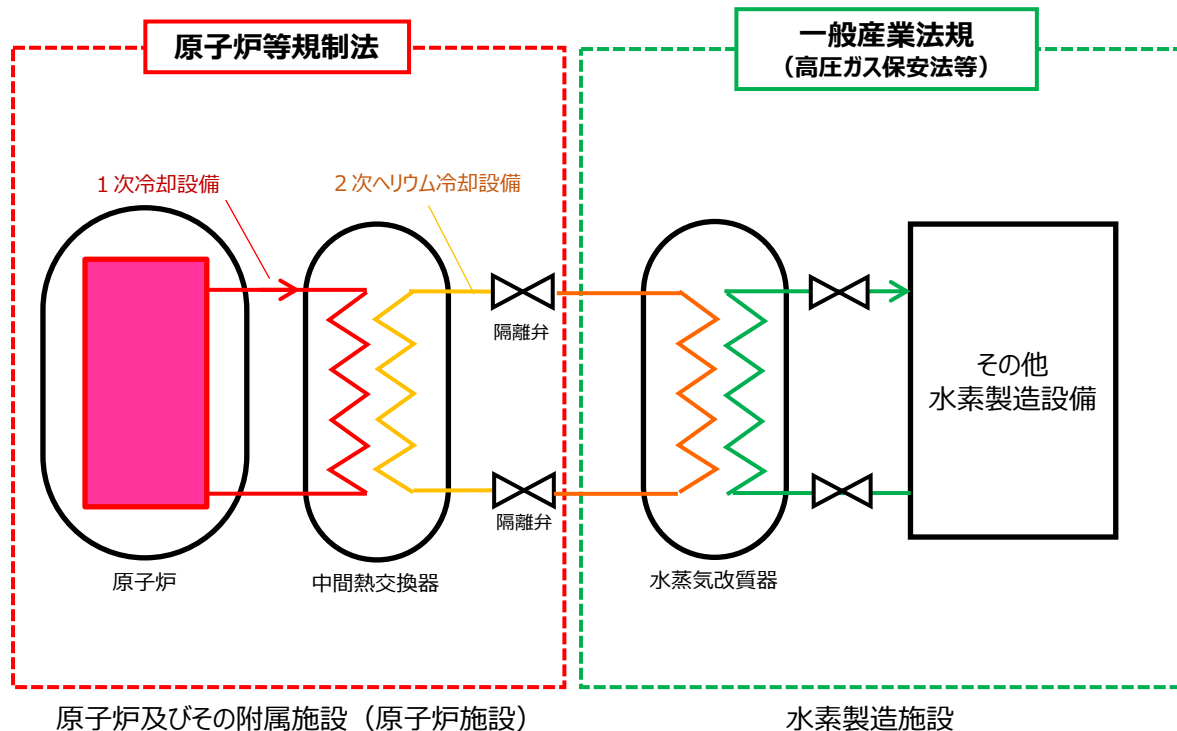 原子炉等規制法
一般産業法規
（高圧ガス保安法等）
１次冷却設備
２次ヘリウム冷却設備
隔離弁
その他
水素製造設備
隔離弁
原子炉
中間熱交換器
水蒸気改質器
原子炉及びその附属施設（原子炉施設）
水素製造施設